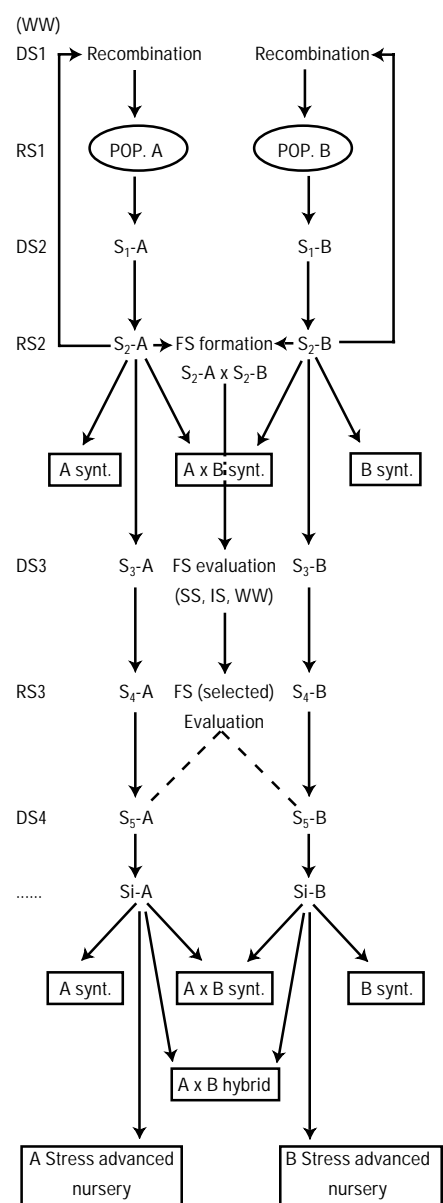 (WW)
DS1 Recombination Recombination
RS1 POP. A POP. B
DS2 S₁-A S₁-B
RS2 S₂-A FS formation S₂-B
S₂-A x S₂-B
A synt. A x B synt. B synt.
DS3 S₃-A FS evaluation S₃-B
(SS, IS, WW)
RS3 S₄-A FS (selected) S₄-B
Evaluation
DS4 S₅-A S₅-B
...... Si-A Si-B
A synt. A x B synt. B synt.
A x B hybrid
A Stress advanced B Stress advanced
nursery nursery